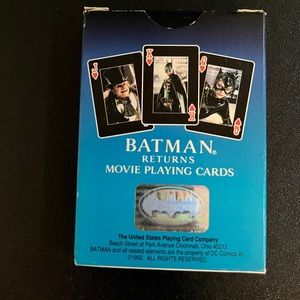 J
K
Q
BATMAN®
RETURNS
MOVIE PLAYING CARDS
The United States Playing Card Company
Beech Street at Park Avenue Cincinnati, Ohio 45212
BATMAN and all related elements are the property of DC Comics Inc.
©1992. ALL RIGHTS RESERVED.